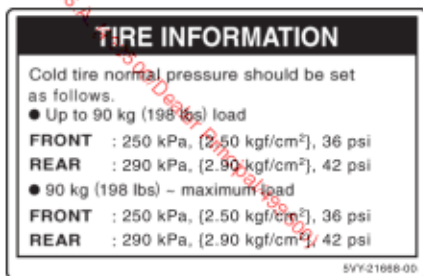 TIRE INFORMATION
Cold tire normal pressure should be set
as follows.
● Up to 90 kg (198 lbs) load
FRONT : 250 kPa, {2.50 kgf/cm²}, 36 psi
REAR : 290 kPa, {2.90 kgf/cm²}, 42 psi
● 90 kg (198 lbs) ~ maximum load
FRONT : 250 kPa, {2.50 kgf/cm²}, 36 psi
REAR : 290 kPa, {2.90 kgf/cm²}, 42 psi
5VY-21668-00
Dealer Principal